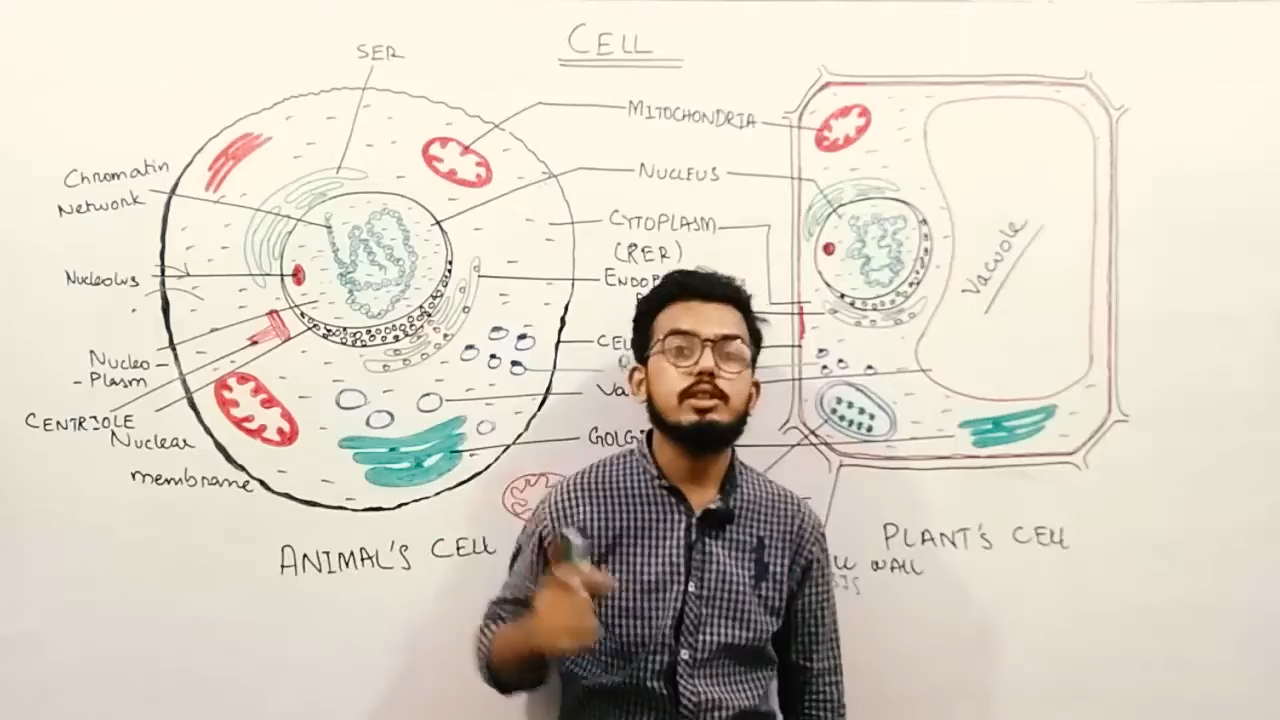 CELL
SER
MITOCHONDRIA
Chromatin
Network
NUCLEUS
CYTOPLASM
(RER)
Nucleolus
Vacuole
Nucleo-
-Plasm
CENTRIOLE
Nuclear
membrane
ANIMAL'S CELL
PLANT'S CELL
WALL